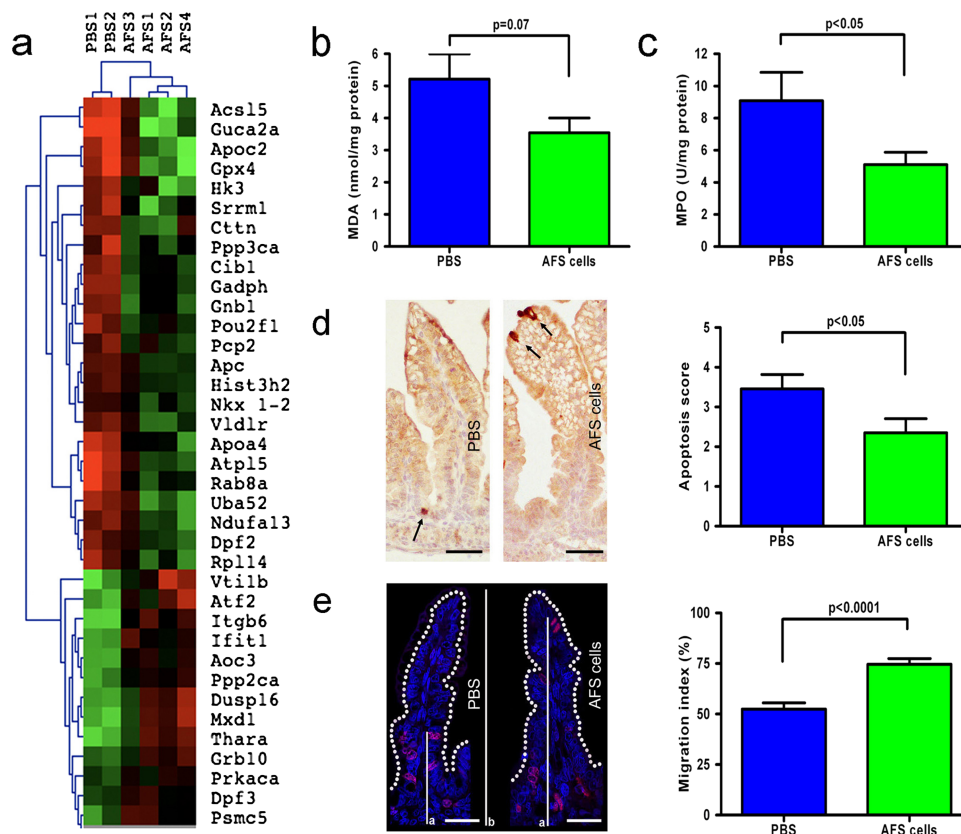 a
PBS1 PBS2 AFS3 AFS1 AFS2 AFS4
Acsl5
Guca2a
Apoc2
Gpx4
Hk3
Srrm1
Cttn
Ppp3ca
Cib1
Gadph
Gnb1
Pou2f1
Pcp2
Apc
Hist3h2
Nkx 1-2
Vldlr
Apoa4
Atpl5
Rab8a
Uba52
Ndufa13
Dpf2
Rpl14
Vti1b
Atf2
Itgb6
Ifit1
Aoc3
Ppp2ca
Dusp16
Mxd1
Thara
Grb10
Prkaca
Dpf3
Psmc5
b
p=0.07
MDA (nmol/mg protein)
6
5
4
3
2
1
0
PBS AFS cells
c
p<0.05
MPO (U/mg protein)
12
10
8
6
4
2
0
PBS AFS cells
d
PBS
AFS cells
p<0.05
Apoptosis score
5
4
3
2
1
0
PBS AFS cells
e
PBS
AFS cells
a b a
p<0.0001
Migration index (%)
100
75
50
25
0
PBS AFS cells